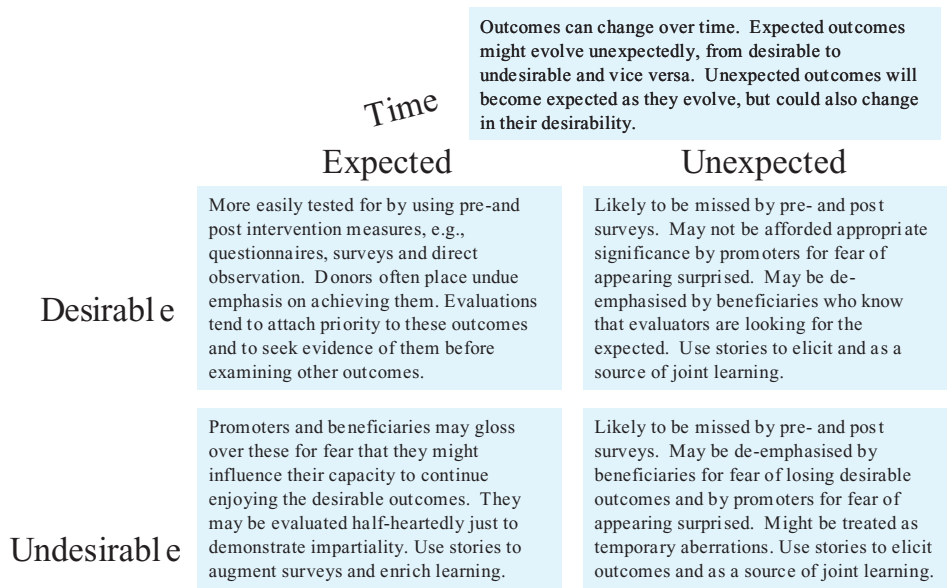 Outcomes can change over time. Expected outcomes
might evolve unexpectedly, from desirable to
undesirable and vice versa. Unexpected outcomes will
become expected as they evolve, but could also change
in their desirability.
Time
Expected
Unexpected
Desirable
More easily tested for by using pre-and
post intervention measures, e.g.,
questionnaires, surveys and direct
observation. Donors often place undue
emphasis on achieving them. Evaluations
tend to attach priority to these outcomes
and to seek evidence of them before
examining other outcomes.
Likely to be missed by pre- and post
surveys. May not be afforded appropriate
significance by promoters for fear of
appearing surprised. May be de-
emphasised by beneficiaries who know
that evaluators are looking for the
expected. Use stories to elicit and as a
source of joint learning.
Undesirable
Promoters and beneficiaries may gloss
over these for fear that they might
influence their capacity to continue
enjoying the desirable outcomes. They
may be evaluated half-heartedly just to
demonstrate impartiality. Use stories to
augment surveys and enrich learning.
Likely to be missed by pre- and post
surveys. May be de-emphasised by
beneficiaries for fear of losing desirable
outcomes and by promoters for fear of
appearing surprised. Might be treated as
temporary aberrations. Use stories to elicit
outcomes and as a source of joint learning.